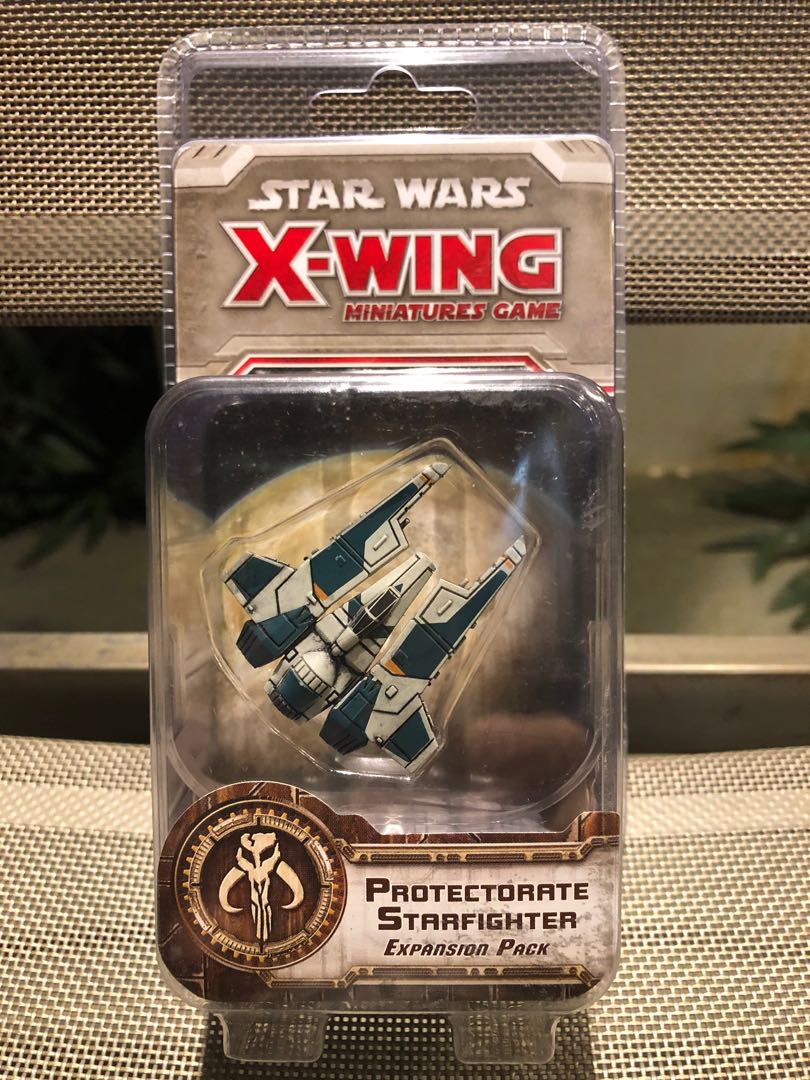 STAR WARS
X-WING
MINIATURES GAME
PROTECTORATE
STARFIGHTER
EXPANSION PACK